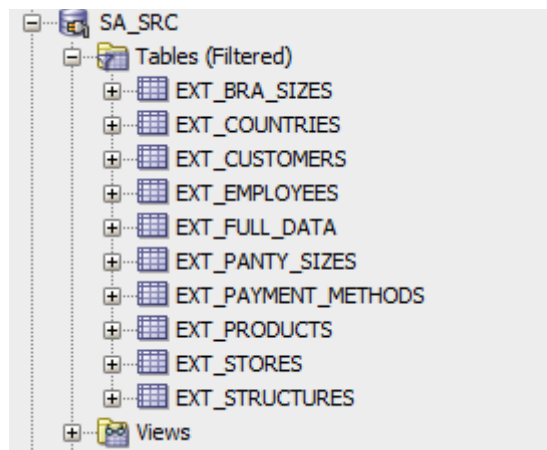 SA_SRC
Tables (Filtered)
EXT_BRA_SIZES
EXT_COUNTRIES
EXT_CUSTOMERS
EXT_EMPLOYEES
EXT_FULL_DATA
EXT_PANTY_SIZES
EXT_PAYMENT_METHODS
EXT_PRODUCTS
EXT_STORES
EXT_STRUCTURES
Views